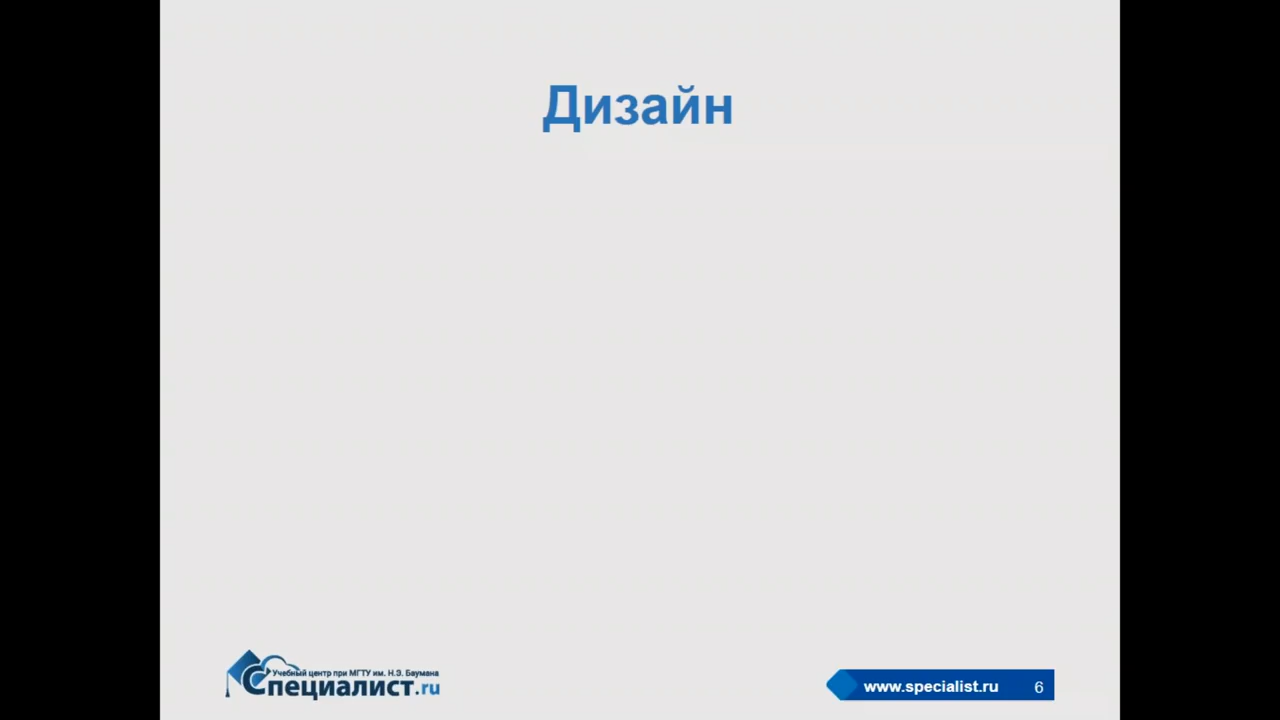 Дизайн
Учебный центр при МГТУ им. Н.Э. Баумана
Специалист.ru
www.specialist.ru 6